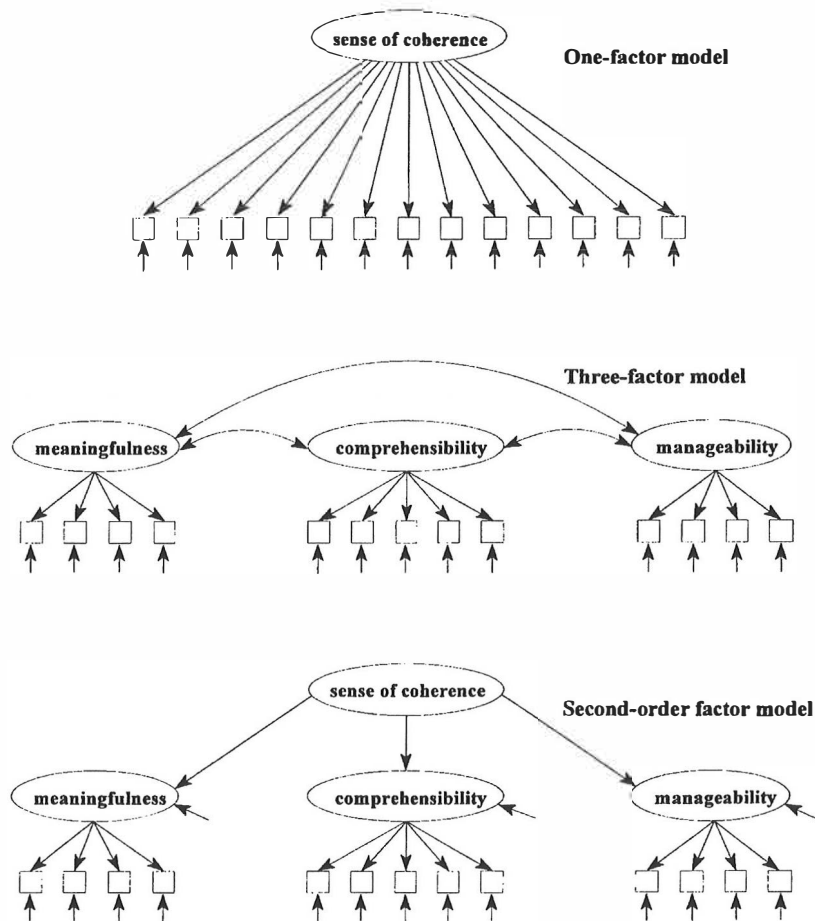 sense of coherence
One-factor model
Three-factor model
meaningfulness
comprehensibility
manageability
sense of coherence
Second-order factor model
meaningfulness
comprehensibility
manageability